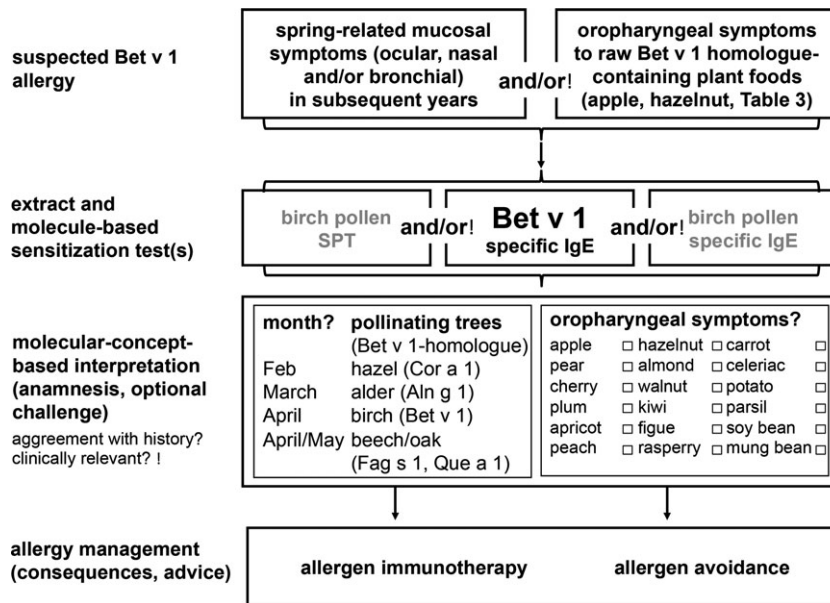 suspected Bet v 1
allergy
spring-related mucosal
symptoms (ocular, nasal
and/or bronchial)
in subsequent years
and/or!
oropharyngeal symptoms
to raw Bet v 1 homologue-
containing plant foods
(apple, hazelnut, Table 3)
extract and
molecule-based
sensitization test(s)
birch pollen
SPT
and/or!
Bet v 1
specific IgE
and/or!
birch pollen
specific IgE
molecular-concept-
based interpretation
(anamnesis, optional
challenge)
aggreement with history?
clinically relevant? !
month? pollinating trees
(Bet v 1-homologue)
Feb hazel (Cor a 1)
March alder (Aln g 1)
April birch (Bet v 1)
April/May beech/oak
(Fag s 1, Que a 1)
oropharyngeal symptoms?
apple □ hazelnut □ carrot □
pear □ almond □ celeriac □
cherry □ walnut □ potato □
plum □ kiwi □ parsil □
apricot □ figue □ soy bean □
peach □ rasperry □ mung bean □
allergy management
(consequences, advice)
allergen immunotherapy
allergen avoidance